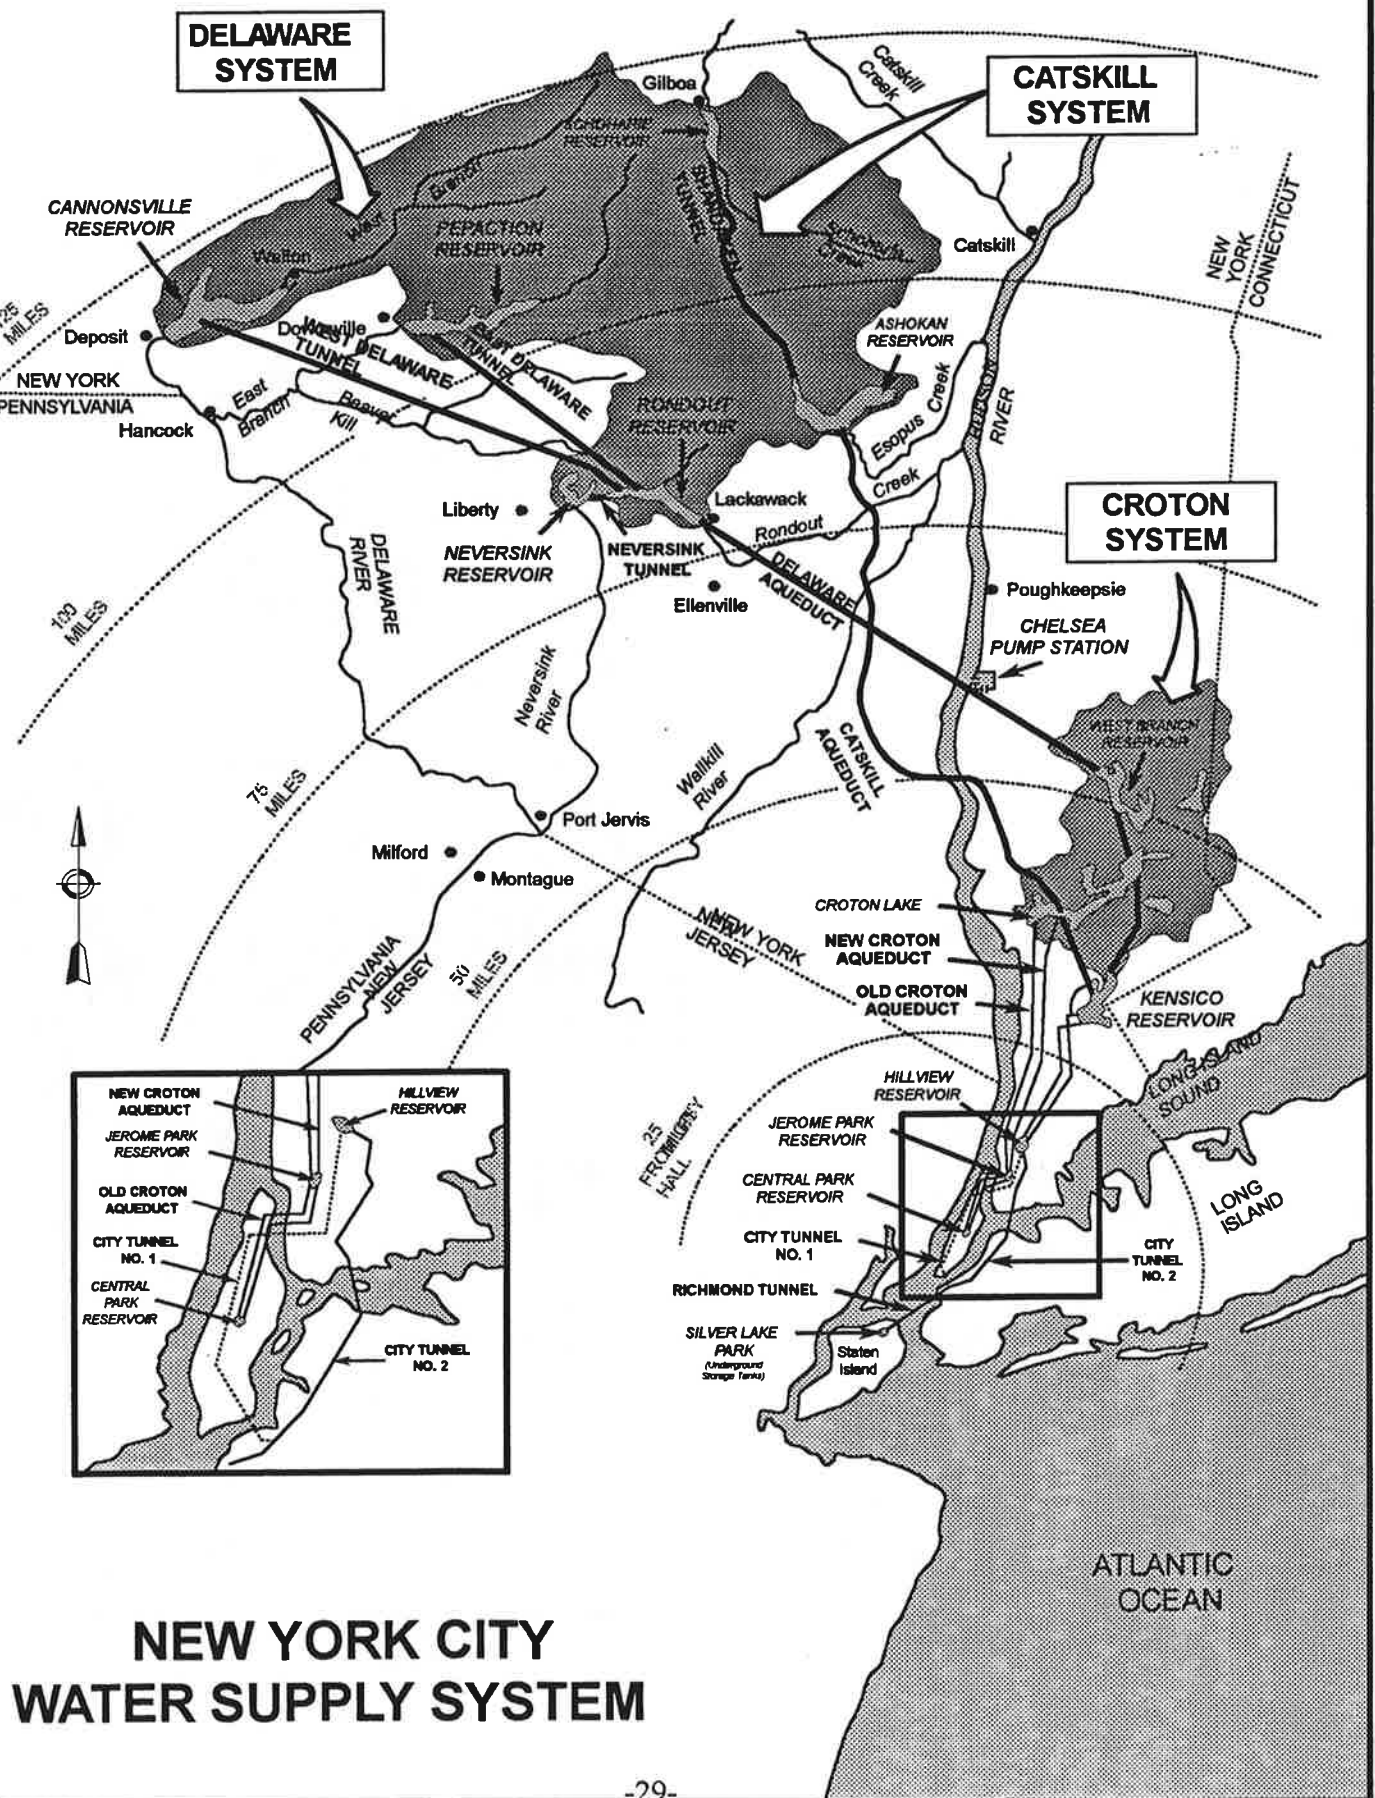 DELAWARE
SYSTEM
CATSKILL
SYSTEM
Gilboa
Catskill
Creek
SCHOHARIE
RESERVOIR
SHANDAKEN
TUNNEL
CANNONSVILLE
RESERVOIR
West
Branch
Walton
PEPACTION
RESERVOIR
Schoharie
Creek
Catskill
NEW
YORK
CONNECTICUT
125
MILES
Deposit
Downsville
WEST DELAWARE
TUNNEL
EAST DELAWARE
TUNNEL
ASHOKAN
RESERVOIR
NEW YORK
PENNSYLVANIA
East
Branch
Hancock
Beaver
Kill
RONDOUT
RESERVOIR
Esopus
Creek
HUDSON
RIVER
Liberty
Lackawack
Rondout
Creek
NEVERSINK
RESERVOIR
NEVERSINK
TUNNEL
DELAWARE
RIVER
DELAWARE
AQUEDUCT
Ellenville
CROTON
SYSTEM
Poughkeepsie
CHELSEA
PUMP STATION
100
MILES
Neversink
River
WEST BRANCH
RESERVOIR
CATSKILL
AQUEDUCT
Wallkill
River
75
MILES
Port Jervis
Milford
Montague
CROTON LAKE
NEW YORK
NEW
JERSEY
NEW CROTON
AQUEDUCT
OLD CROTON
AQUEDUCT
PENNSYLVANIA
NEW
JERSEY
50
MILES
KENSICO
RESERVOIR
LONG ISLAND
SOUND
HILLVIEW
RESERVOIR
JEROME PARK
RESERVOIR
25
HALL
CENTRAL PARK
RESERVOIR
LONG
ISLAND
CITY TUNNEL
NO. 1
CITY
TUNNEL
NO. 2
RICHMOND TUNNEL
SILVER LAKE
PARK
(Underground
Storage Tanks)
Staten
Island
NEW CROTON
AQUEDUCT
HILLVIEW
RESERVOIR
JEROME PARK
RESERVOIR
OLD CROTON
AQUEDUCT
CITY TUNNEL
NO. 1
CENTRAL
PARK
RESERVOIR
CITY TUNNEL
NO. 2
ATLANTIC
OCEAN
NEW YORK CITY
WATER SUPPLY SYSTEM
-29-